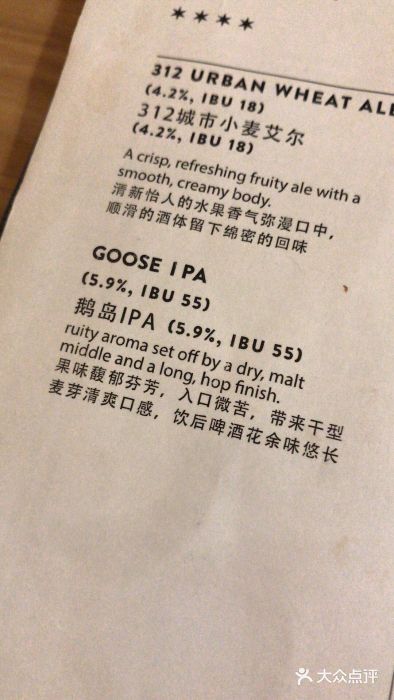 ****
312 URBAN WHEAT ALE
(4.2%, IBU 18)
312城市小麦艾尔
(4.2%, IBU 18)
A crisp, refreshing fruity ale with a
smooth, creamy body.
清新怡人的水果香气弥漫口中，
顺滑的酒体留下绵密的回味
GOOSE IPA
(5.9%, IBU 55)
鹅岛IPA (5.9%, IBU 55)
ruity aroma set off by a dry, malt
middle and a long, hop finish.
果味馥郁芬芳，入口微苦，带来干型
麦芽清爽口感，饮后啤酒花余味悠长
大众点评